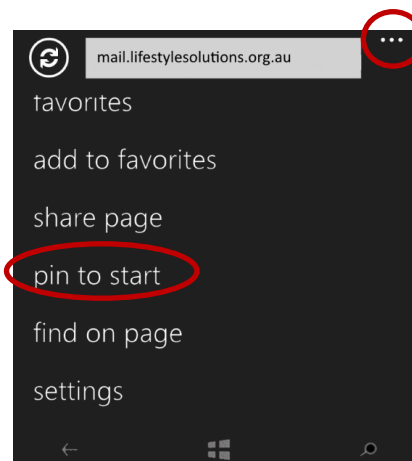 mail.lifestylesolutions.org.au
favorites
add to favorites
share page
pin to start
find on page
settings